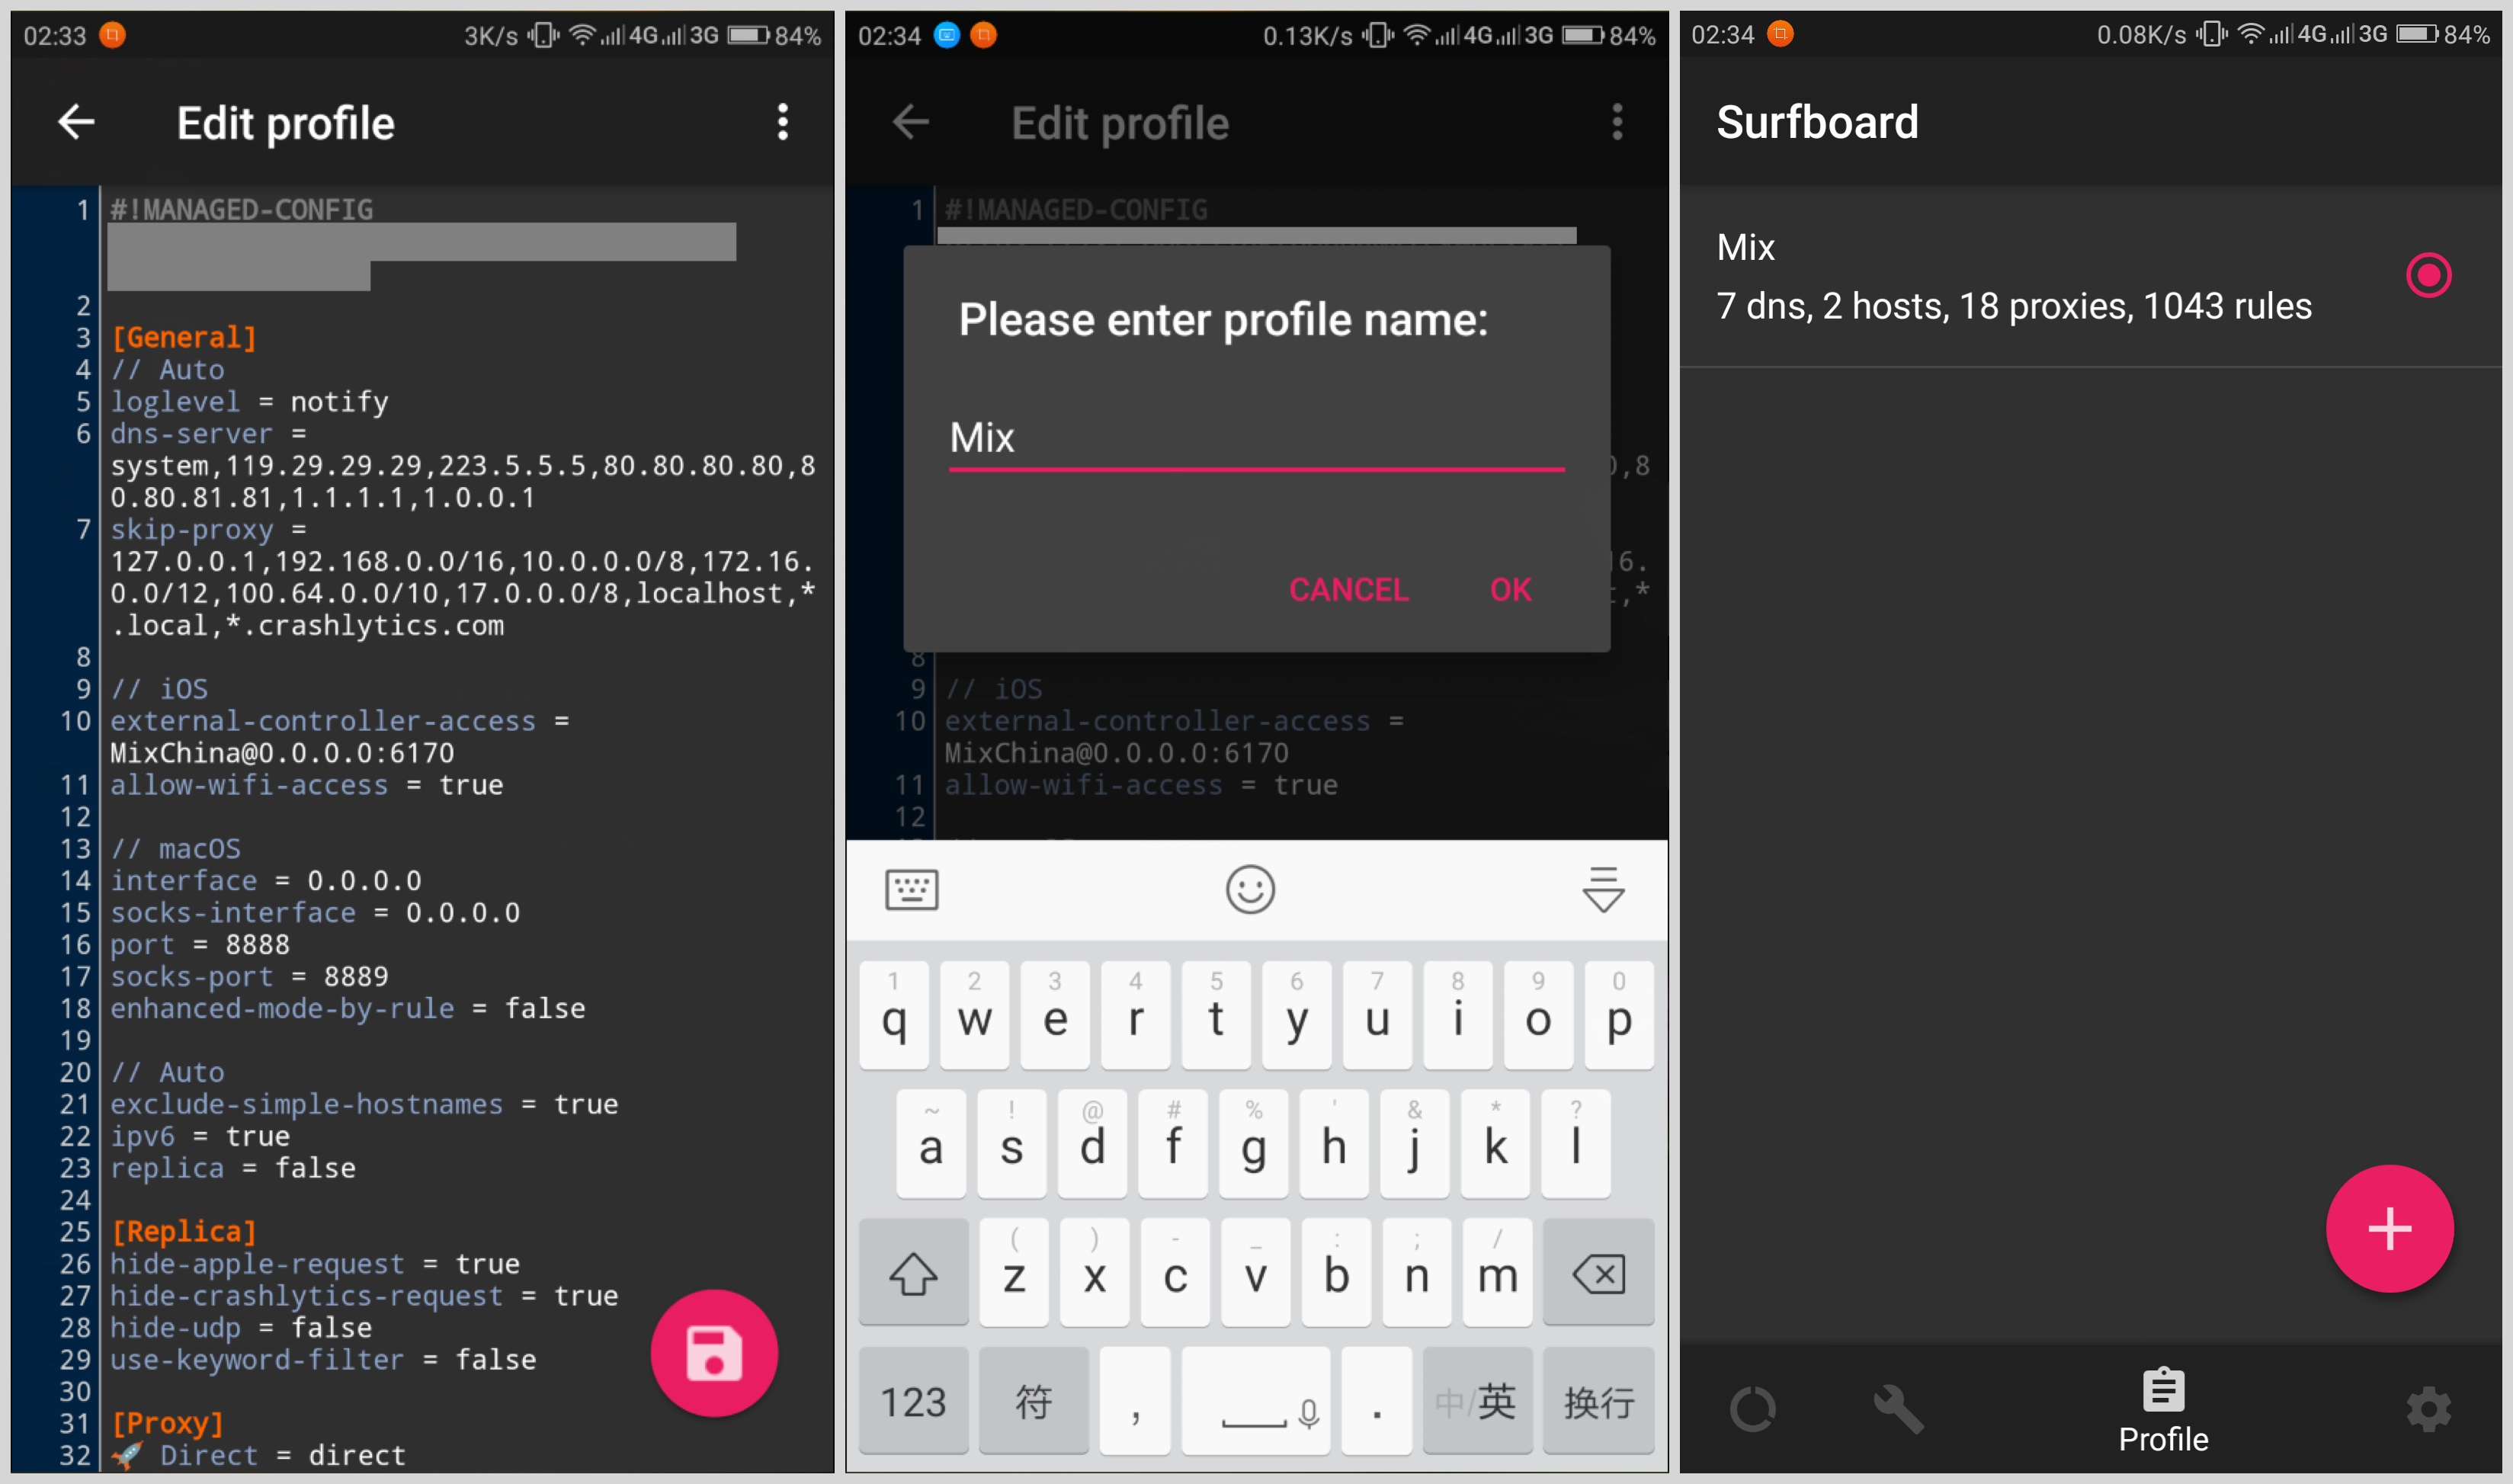 02:33 3K/s 4G 3G 84%
Edit profile
1 #!MANAGED-CONFIG
2
3 [General]
4 // Auto
5 loglevel = notify
6 dns-server =
system,119.29.29.29,223.5.5.5,80.80.80.80,8
0.80.81.81,1.1.1.1,1.0.0.1
7 skip-proxy =
127.0.0.1,192.168.0.0/16,10.0.0.0/8,172.16.
0.0/12,100.64.0.0/10,17.0.0.0/8,localhost,*
.local,*.crashlytics.com
8
9 // iOS
10 external-controller-access =
MixChina@0.0.0.0:6170
11 allow-wifi-access = true
12
13 // macOS
14 interface = 0.0.0.0
15 socks-interface = 0.0.0.0
16 port = 8888
17 socks-port = 8889
18 enhanced-mode-by-rule = false
19
20 // Auto
21 exclude-simple-hostnames = true
22 ipv6 = true
23 replica = false
24
25 [Replica]
26 hide-apple-request = true
27 hide-crashlytics-request = true
28 hide-udp = false
29 use-keyword-filter = false
30
31 [Proxy]
32 🚀 Direct = direct
02:34 0.13K/s 4G 3G 84%
Edit profile
1 #!MANAGED-CONFIG
Please enter profile name:
Mix
0,8
CANCEL OK
16.
,*
8
9 // iOS
10 external-controller-access =
MixChina@0.0.0.0:6170
11 allow-wifi-access = true
12
1 2 3 4 5 6 7 8 9 0
q w e r t y u i o p
~ ! @ # % ' & * ?
a s d f g h j k l
( ) - _ : ; /
z x c v b n m
123 符 , . 中/英 换行
02:34 0.08K/s 4G 3G 84%
Surfboard
Mix
7 dns, 2 hosts, 18 proxies, 1043 rules
Profile